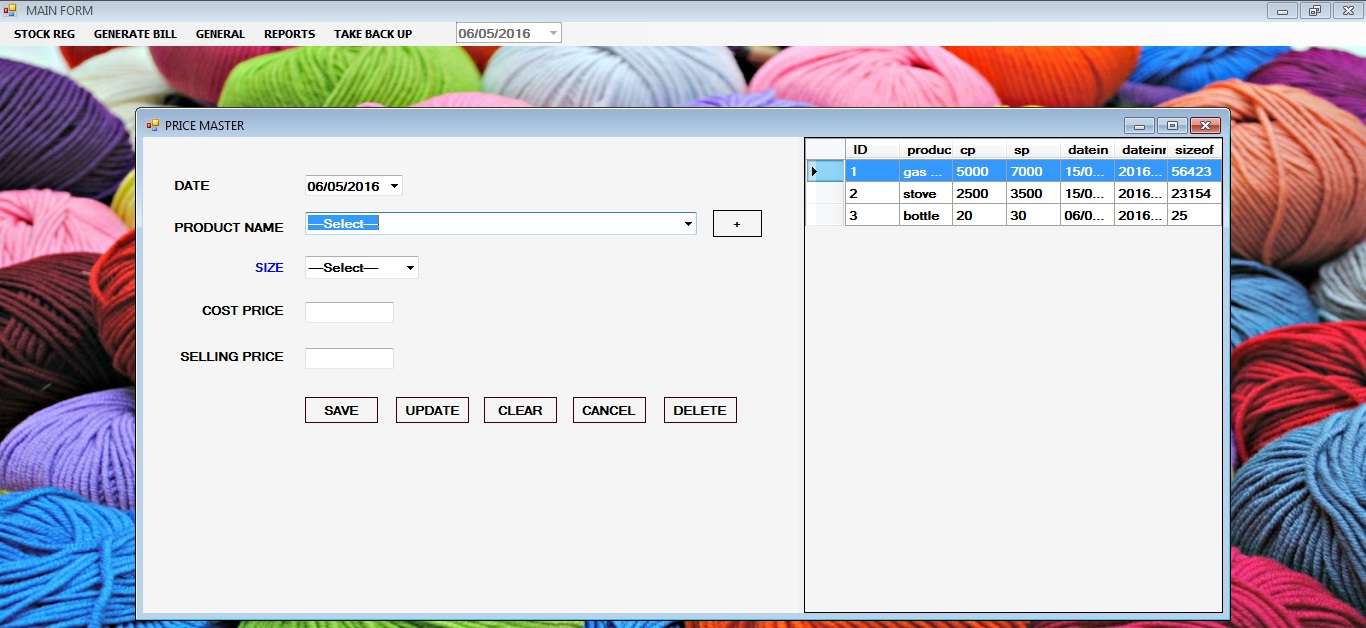 MAIN FORM
STOCK REG GENERATE BILL GENERAL REPORTS TAKE BACK UP 06/05/2016
PRICE MASTER
DATE 06/05/2016
PRODUCT NAME ---Select--- +
SIZE ---Select---
COST PRICE
SELLING PRICE
SAVE UPDATE CLEAR CANCEL DELETE
ID produc cp sp datein dateinr sizeof
1 gas ... 5000 7000 15/0... 2016... 56423
2 stove 2500 3500 15/0... 2016... 23154
3 bottle 20 30 06/0... 2016... 25